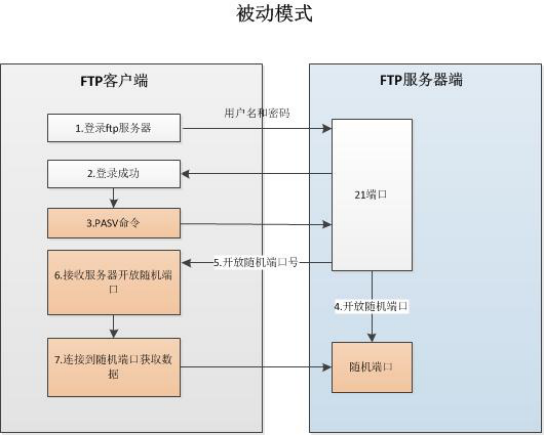 被动模式
FTP客户端
FTP服务器端
用户名和密码
1.登录ftp服务器
2.登录成功
21端口
3.PASV命令
5.开放随机端口号
6.接收服务器开放随机端
口
4.开放随机端口
7.连接到随机端口获取数
据
随机端口